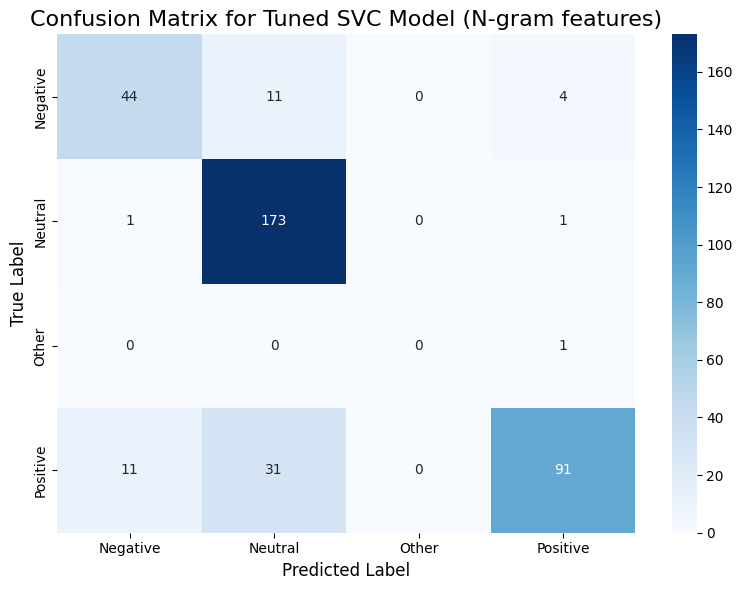 Confusion Matrix for Tuned SVC Model (N-gram features)
True Label
Negative
44 11 0 4
Neutral
1 173 0 1
Other
0 0 0 1
Positive
11 31 0 91
Negative Neutral Other Positive
Predicted Label
160
140
120
100
80
60
40
20
0